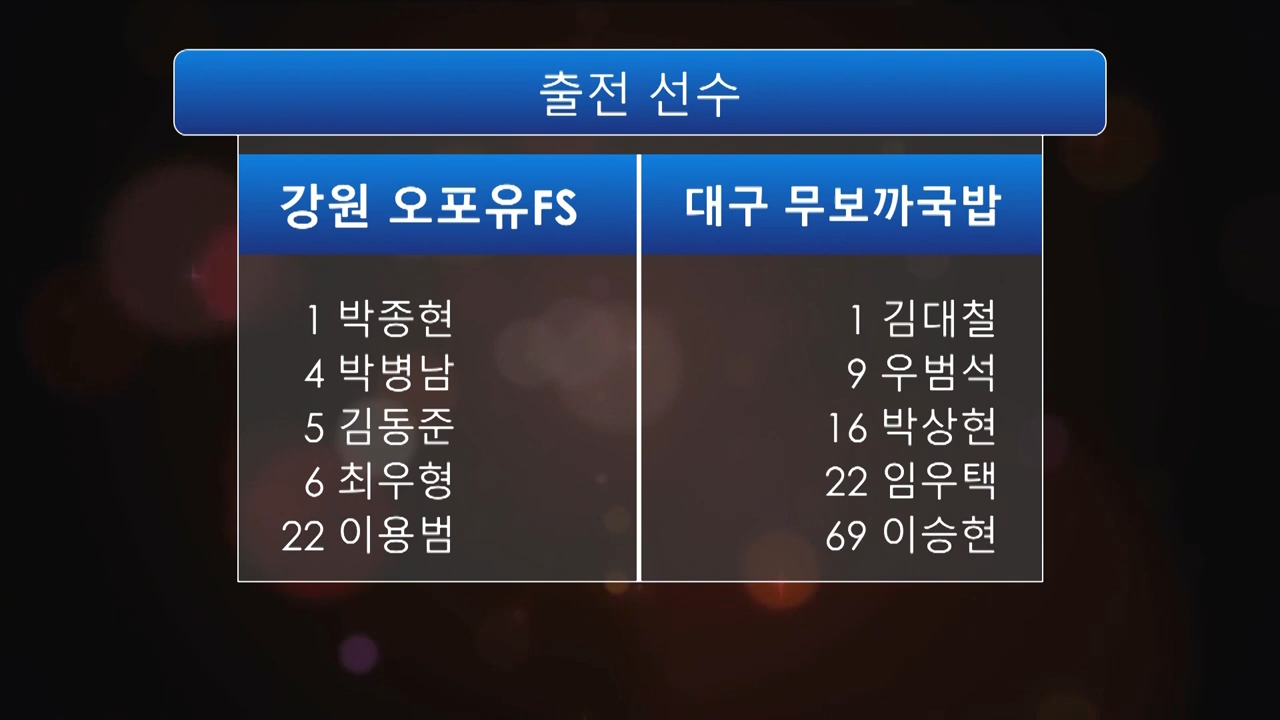 출전 선수
강원 오포유FS
대구 무보까국밥
1 박종현
4 박병남
5 김동준
6 최우형
22 이용범
1 김대철
9 우범석
16 박상현
22 임우택
69 이승현